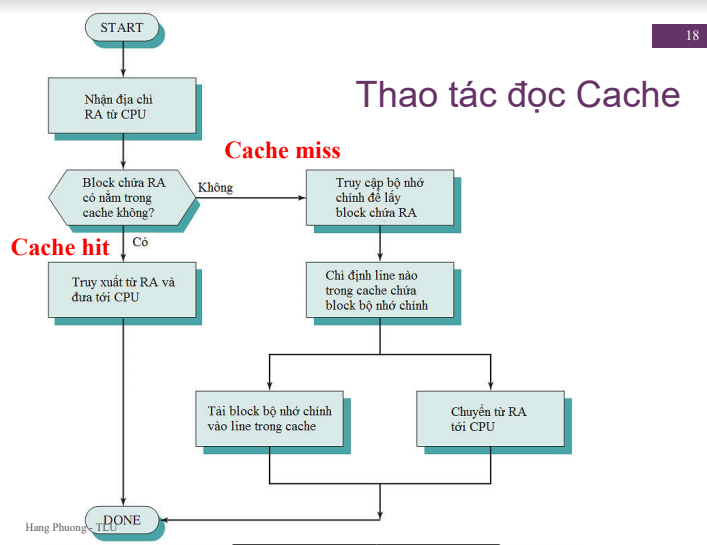 18
Thao tác đọc Cache
START
Nhận địa chỉ
RA từ CPU
Cache miss
Block chứa RA
có nằm trong
cache không?
Không
Truy cập bộ nhớ
chính để lấy
block chứa RA
Cache hit
Có
Truy xuất từ RA và
đưa tới CPU
Chỉ định line nào
trong cache chứa
block bộ nhớ chính
Tải block bộ nhớ chính
vào line trong cache
Chuyển từ RA
tới CPU
DONE
Hang Phuong - TLU